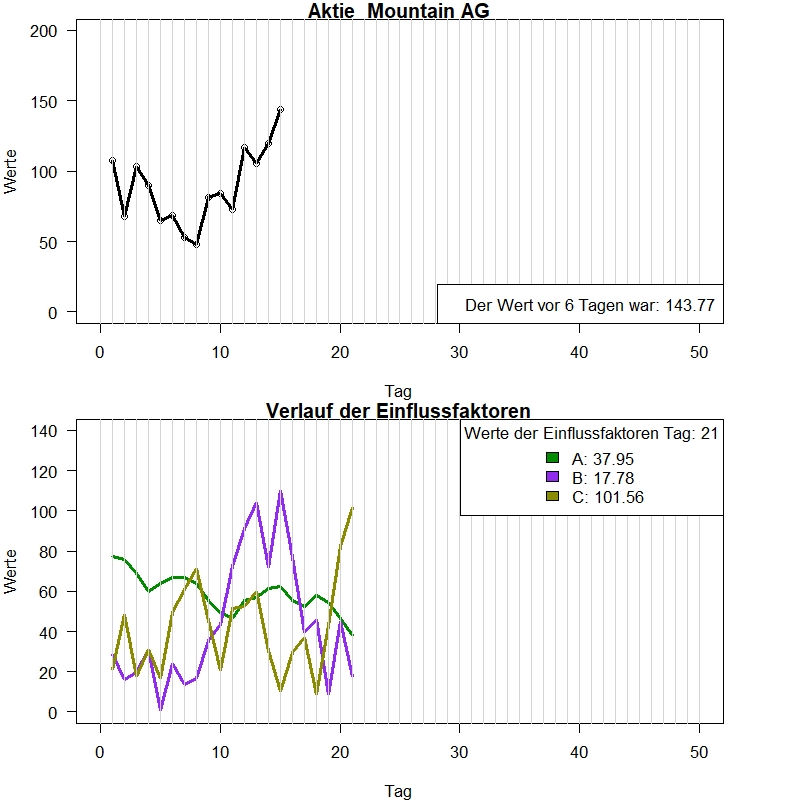 Aktie  Mountain AG
200
150
100
50
0
Werte
Der Wert vor 6 Tagen war: 143.77
0 10 20 30 40 50
Tag
Verlauf der Einflussfaktoren
140
120
100
80
60
40
20
0
Werte
Werte der Einflussfaktoren Tag: 21
A: 37.95
B: 17.78
C: 101.56
0 10 20 30 40 50
Tag